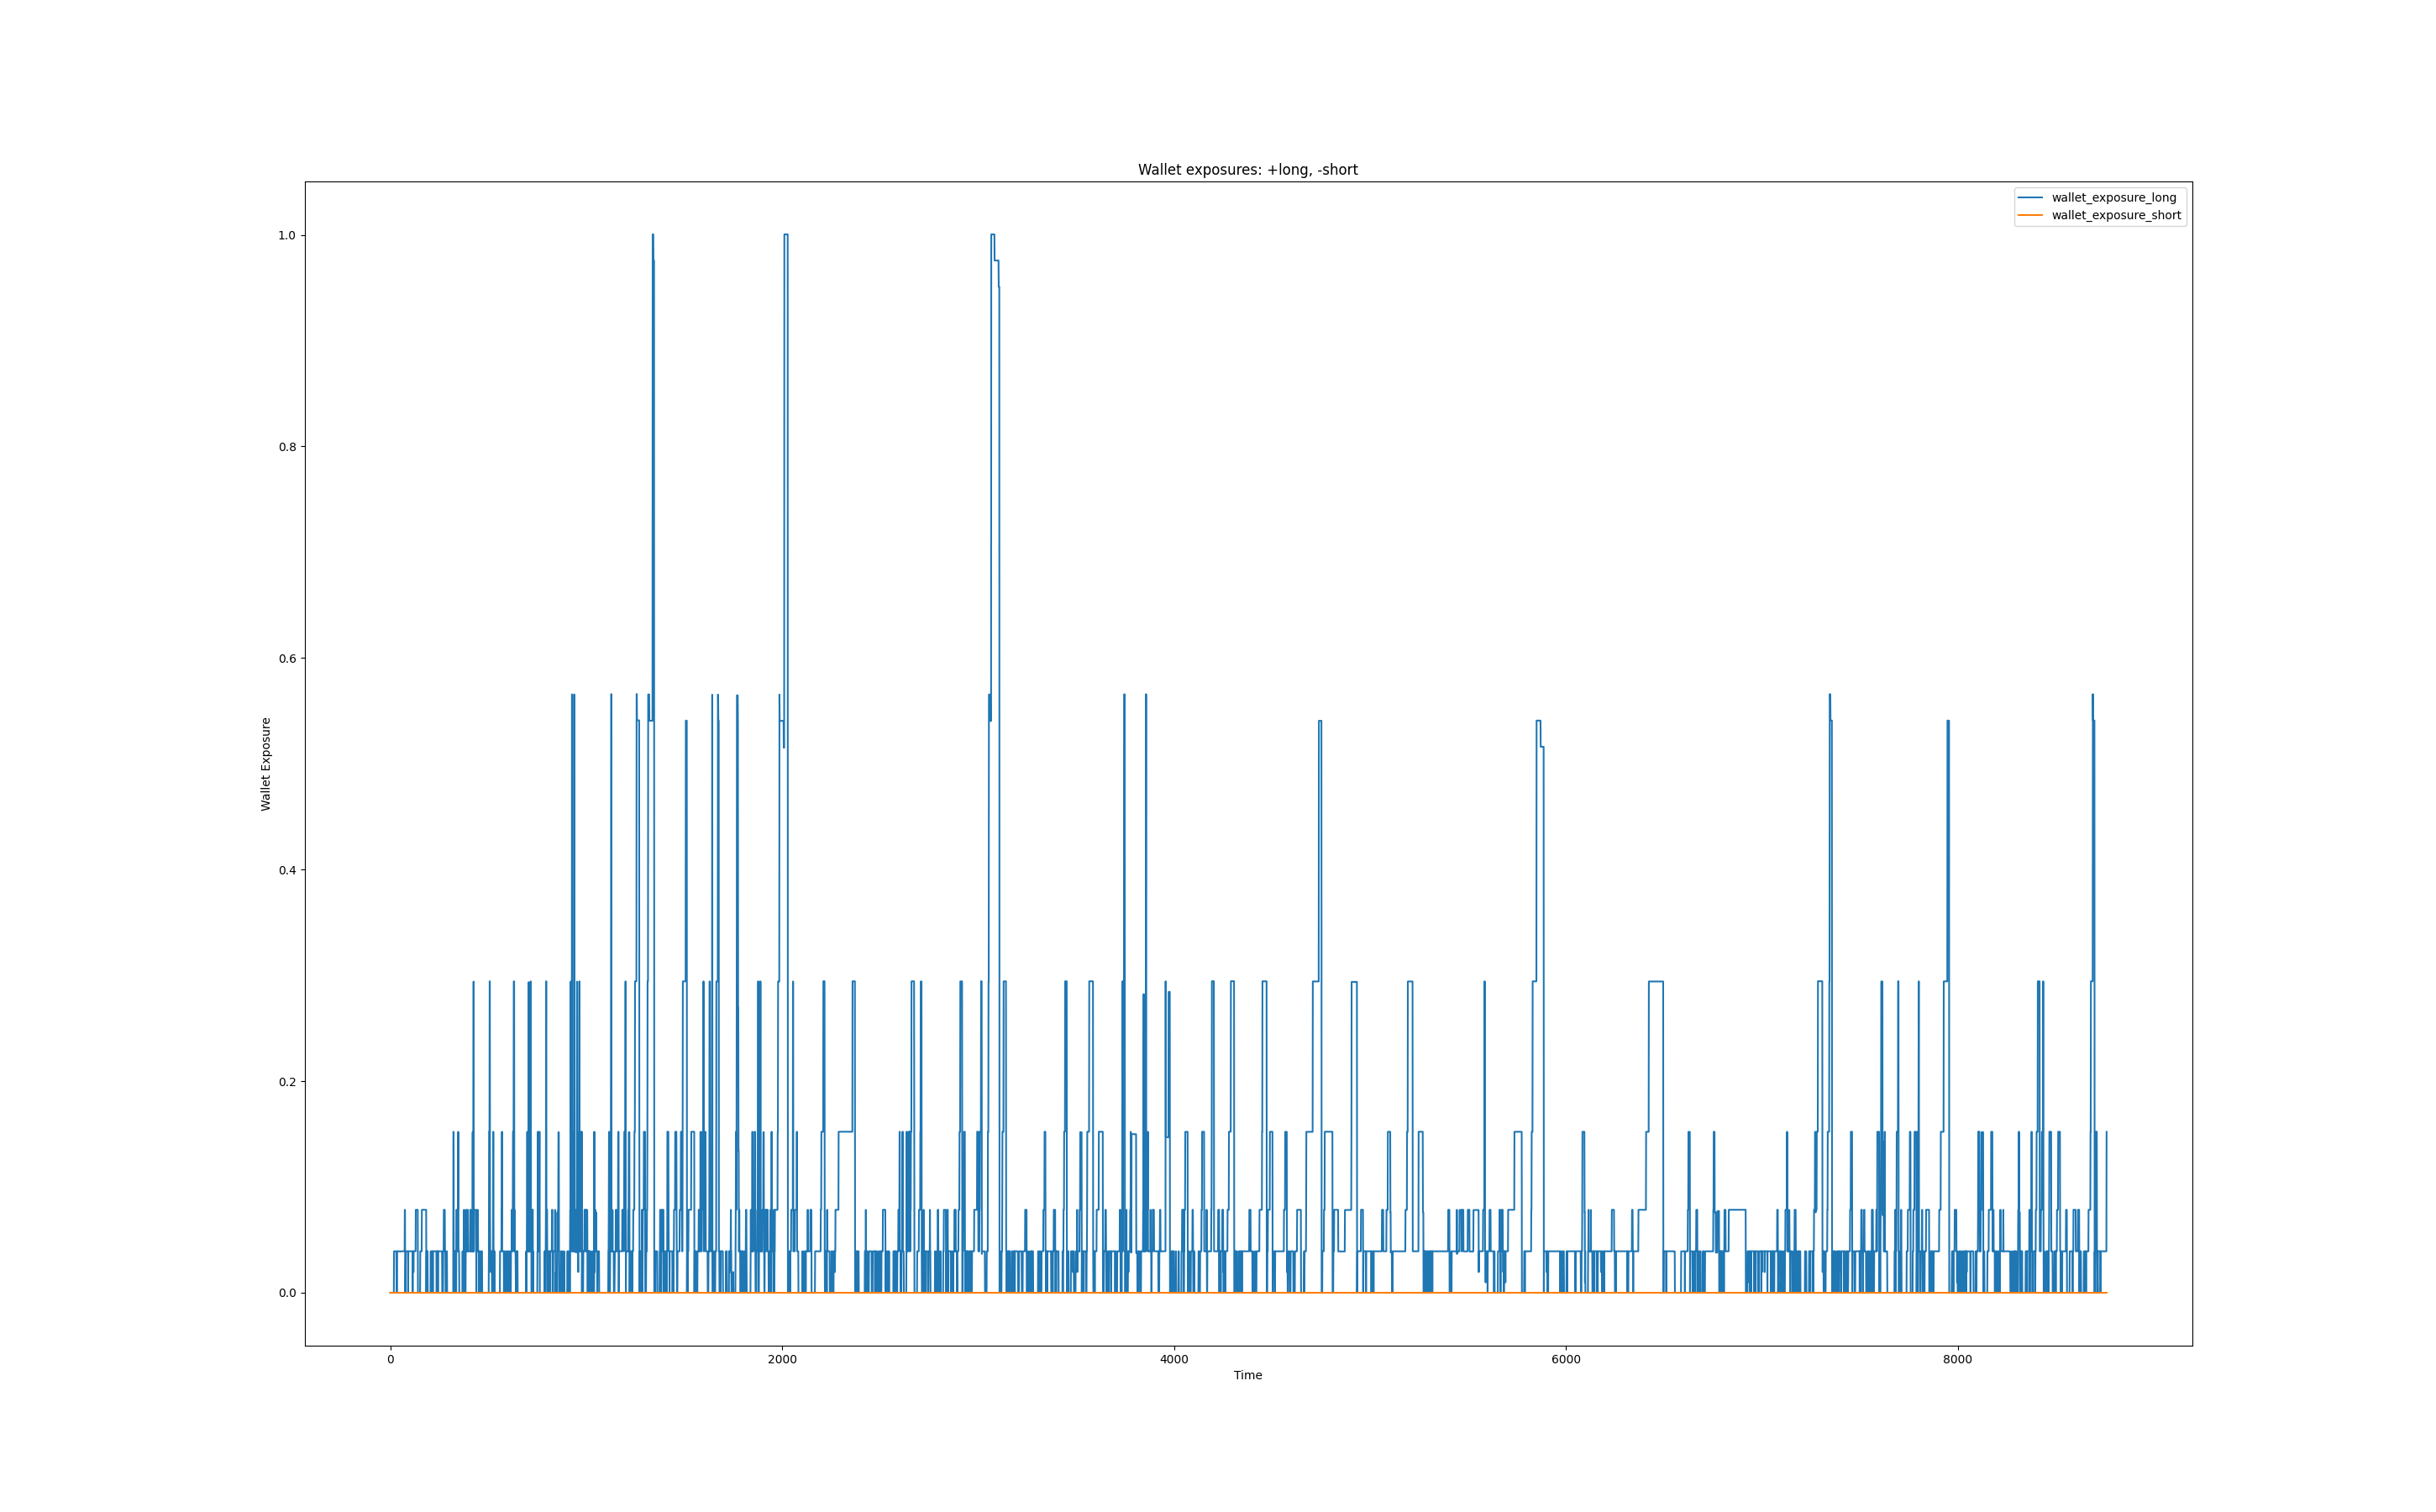 Wallet exposures: +long, -short
wallet_exposure_long
wallet_exposure_short
1.0
0.8
0.6
0.4
0.2
0.0
Wallet Exposure
0 2000 4000 6000 8000
Time